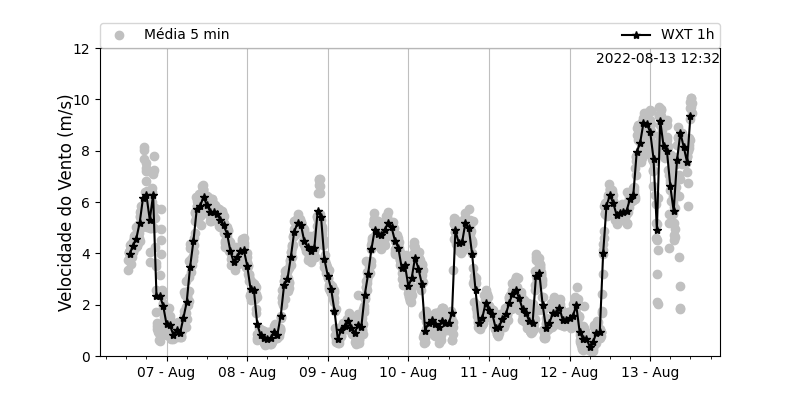 Média 5 min
WXT 1h
2022-08-13 12:32
Velocidade do Vento (m/s)
12
10
8
6
4
2
0
07 - Aug
08 - Aug
09 - Aug
10 - Aug
11 - Aug
12 - Aug
13 - Aug